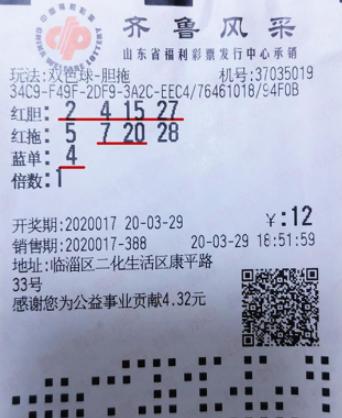 中国福利彩票
CHINA WELFARE LOTTERY
齐鲁风采
山东省福利彩票发行中心承销
玩法:双色球-胆拖 机号:37035019
34C9-F49F-2DF9-3A2C-EEC4/76461018/94F0B
红胆: 2 4 15 27
红拖: 5 7 20 28
蓝单: 4
倍数:1
开奖期:2020017 20-03-29 ¥:12
销售期:2020017-388 20-03-29 18:51:59
地址:临淄区二化生活区康平路
33号
感谢您为公益事业贡献4.32元